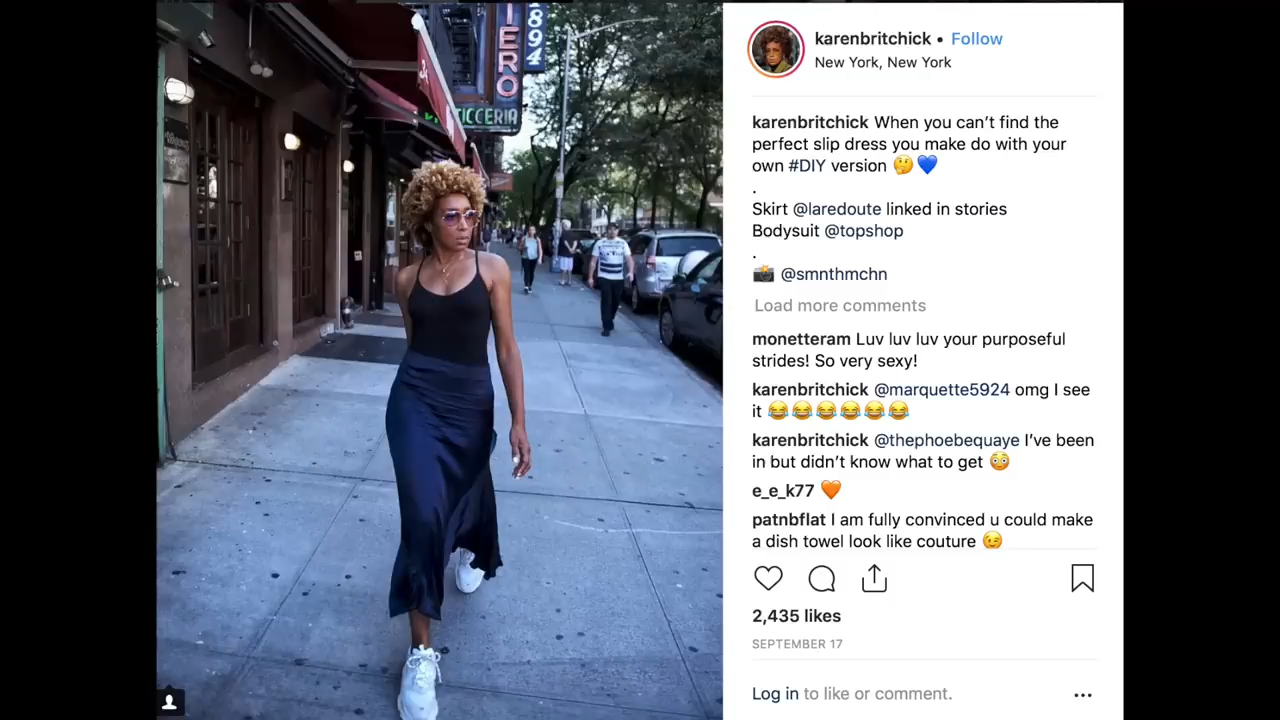 IERO
1894
TICCERIA
karenbritchick • Follow
New York, New York
karenbritchick When you can’t find the
perfect slip dress you make do with your
own #DIY version 🤔💙
.
Skirt @laredoute linked in stories
Bodysuit @topshop
.
📸 @smnthmchn
Load more comments
monetteram Luv luv luv your purposeful
strides! So very sexy!
karenbritchick @marquette5924 omg I see
it 😂😂😂😂😂😂
karenbritchick @thephoebequaye I’ve been
in but didn’t know what to get 😳
e_e_k77 🧡
patnbflat I am fully convinced u could make
a dish towel look like couture 😉
2,435 likes
SEPTEMBER 17
Log in to like or comment.